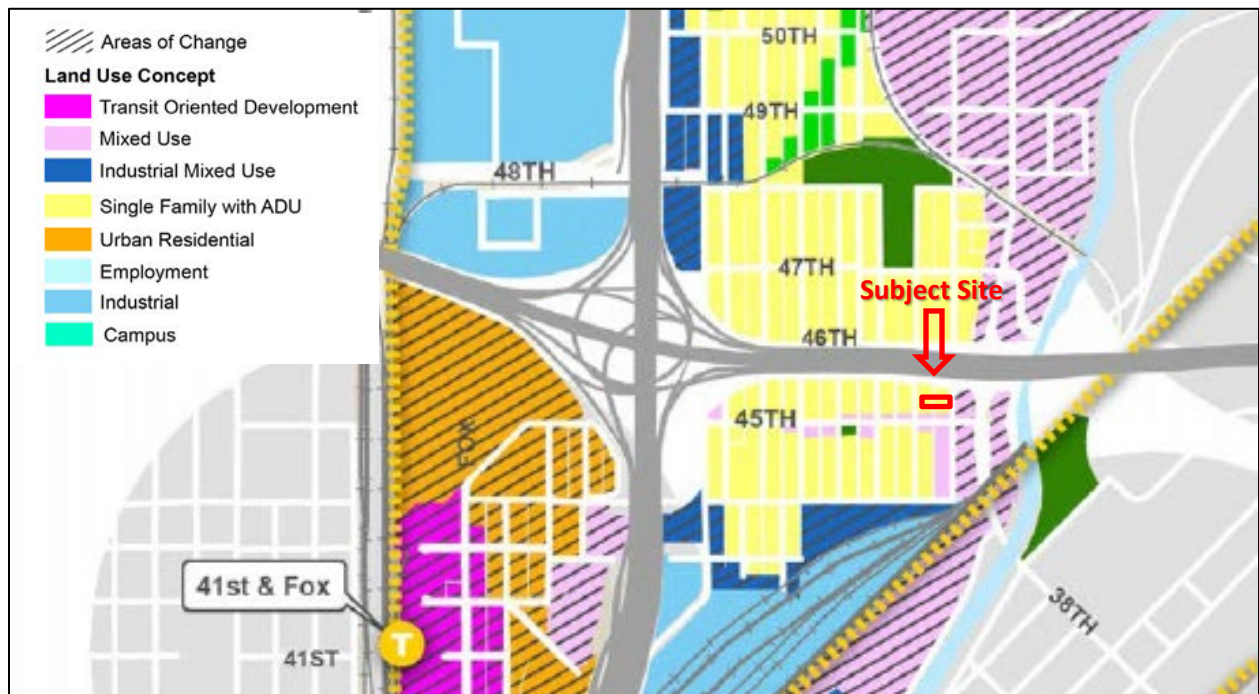 Areas of Change
Land Use Concept
Transit Oriented Development
Mixed Use
Industrial Mixed Use
Single Family with ADU
Urban Residential
Employment
Industrial
Campus
50TH
49TH
48TH
47TH
Subject Site
46TH
45TH
FOX
41st & Fox
T
41ST
38TH